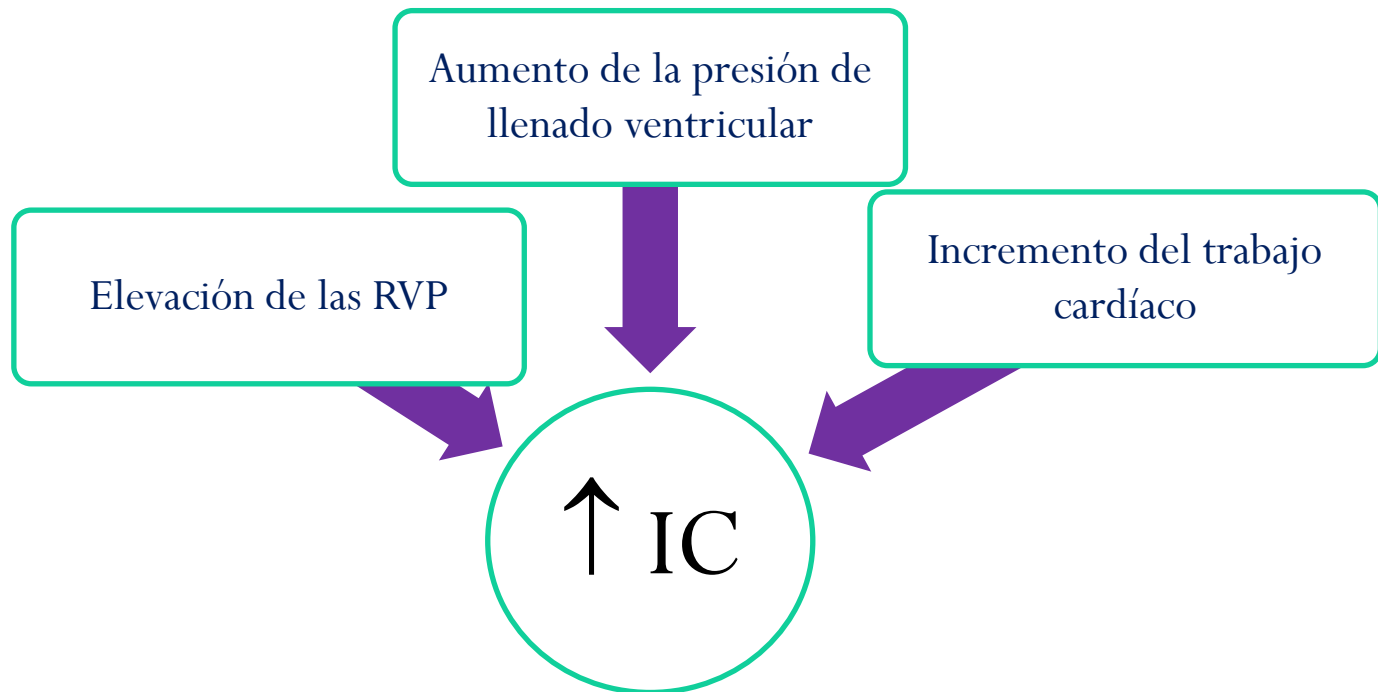 Aumento de la presión de
llenado ventricular
Elevación de las RVP
Incremento del trabajo
cardíaco
↑ IC